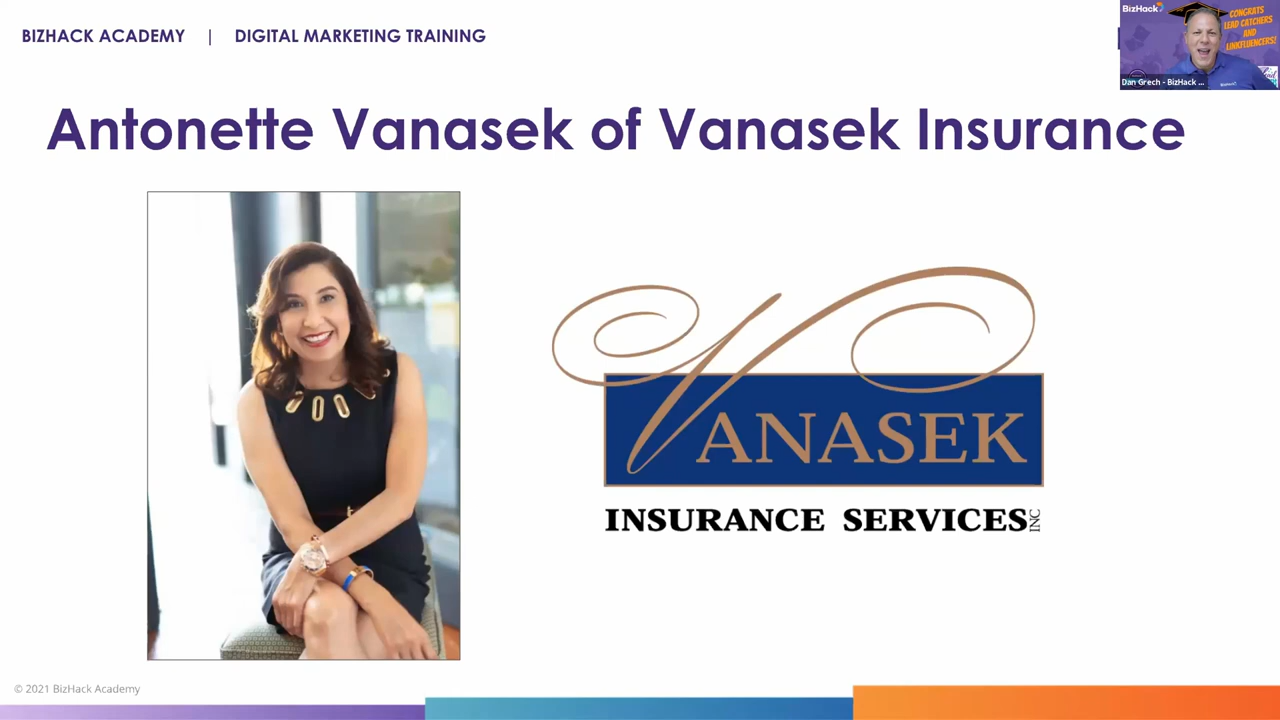 BIZHACK ACADEMY | DIGITAL MARKETING TRAINING
BizHack
CONGRATS
LEAD CATCHERS
AND
LINKFLUENCERS!
Dan Grech - BizHack ...
Antonette Vanasek of Vanasek Insurance
VANASEK
INSURANCE SERVICES INC
© 2021 BizHack Academy